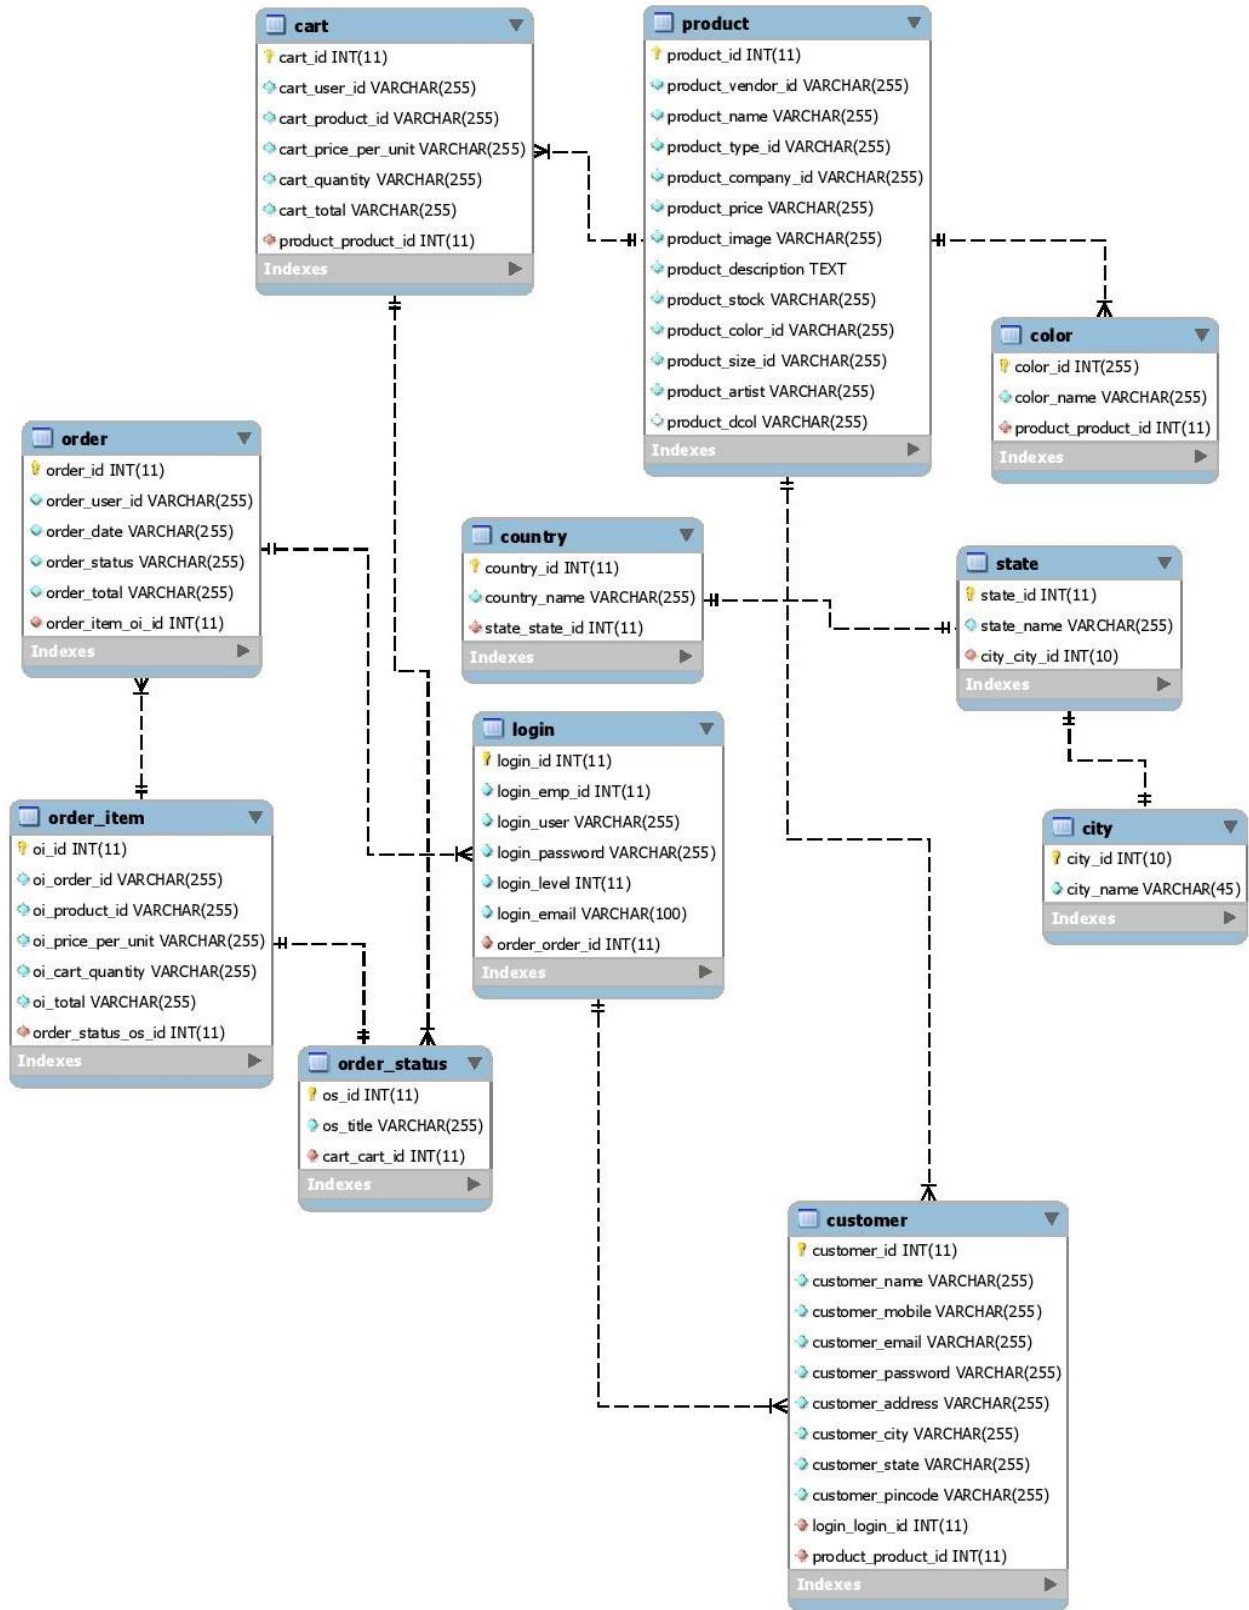 cart
cart_id INT(11)
cart_user_id VARCHAR(255)
cart_product_id VARCHAR(255)
cart_price_per_unit VARCHAR(255)
cart_quantity VARCHAR(255)
cart_total VARCHAR(255)
product_product_id INT(11)
Indexes
product
product_id INT(11)
product_vendor_id VARCHAR(255)
product_name VARCHAR(255)
product_type_id VARCHAR(255)
product_company_id VARCHAR(255)
product_price VARCHAR(255)
product_image VARCHAR(255)
product_description TEXT
product_stock VARCHAR(255)
product_color_id VARCHAR(255)
product_size_id VARCHAR(255)
product_artist VARCHAR(255)
product_dcol VARCHAR(255)
Indexes
color
color_id INT(255)
color_name VARCHAR(255)
product_product_id INT(11)
Indexes
order
order_id INT(11)
order_user_id VARCHAR(255)
order_date VARCHAR(255)
order_status VARCHAR(255)
order_total VARCHAR(255)
order_item_oi_id INT(11)
Indexes
country
country_id INT(11)
country_name VARCHAR(255)
state_state_id INT(11)
Indexes
state
state_id INT(11)
state_name VARCHAR(255)
city_city_id INT(10)
Indexes
login
login_id INT(11)
login_emp_id INT(11)
login_user VARCHAR(255)
login_password VARCHAR(255)
login_level INT(11)
login_email VARCHAR(100)
order_order_id INT(11)
Indexes
order_item
oi_id INT(11)
oi_order_id VARCHAR(255)
oi_product_id VARCHAR(255)
oi_price_per_unit VARCHAR(255)
oi_cart_quantity VARCHAR(255)
oi_total VARCHAR(255)
order_status_os_id INT(11)
Indexes
city
city_id INT(10)
city_name VARCHAR(45)
Indexes
order_status
os_id INT(11)
os_title VARCHAR(255)
cart_cart_id INT(11)
Indexes
customer
customer_id INT(11)
customer_name VARCHAR(255)
customer_mobile VARCHAR(255)
customer_email VARCHAR(255)
customer_password VARCHAR(255)
customer_address VARCHAR(255)
customer_city VARCHAR(255)
customer_state VARCHAR(255)
customer_pincode VARCHAR(255)
login_login_id INT(11)
product_product_id INT(11)
Indexes